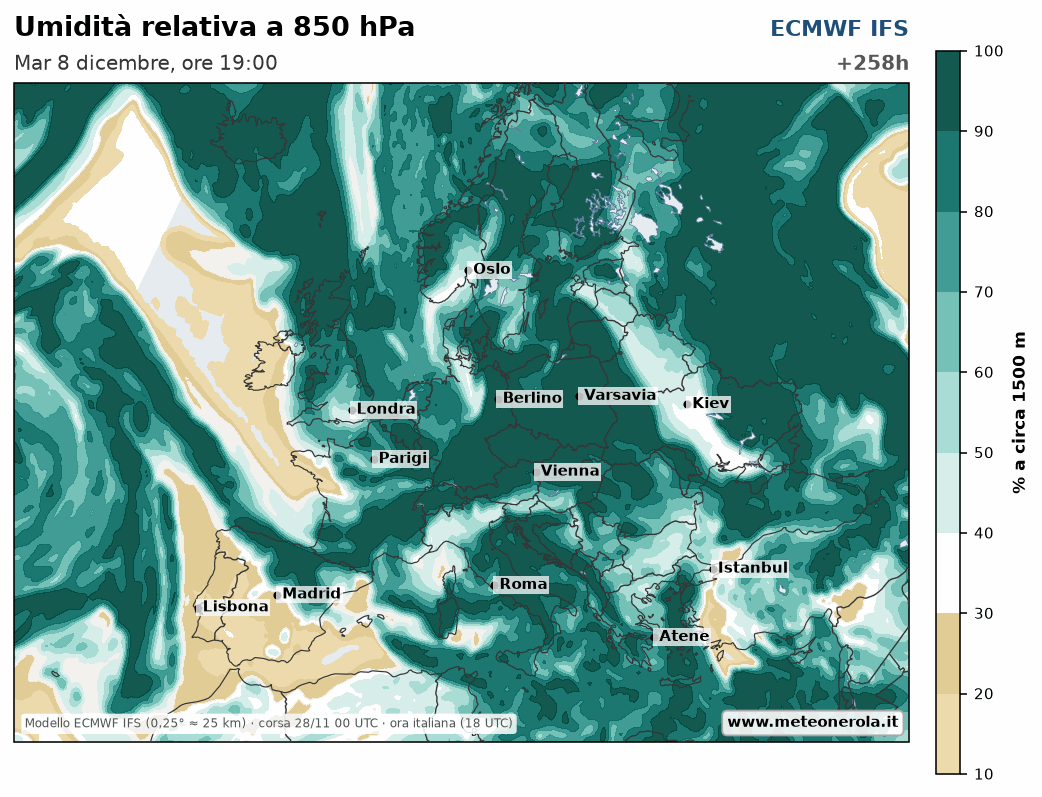 Umidità relativa a 850 hPa
ECMWF IFS
Mar 8 dicembre, ore 19:00
+258h
100
90
80
70
60
50
40
30
20
10
% a circa 1500 m
Oslo
Londra
Berlino
Varsavia
Kiev
Parigi
Vienna
Istanbul
Roma
Madrid
Lisbona
Atene
Modello ECMWF IFS (0,25° ≈ 25 km) · corsa 28/11 00 UTC · ora italiana (18 UTC)
www.meteonerola.it